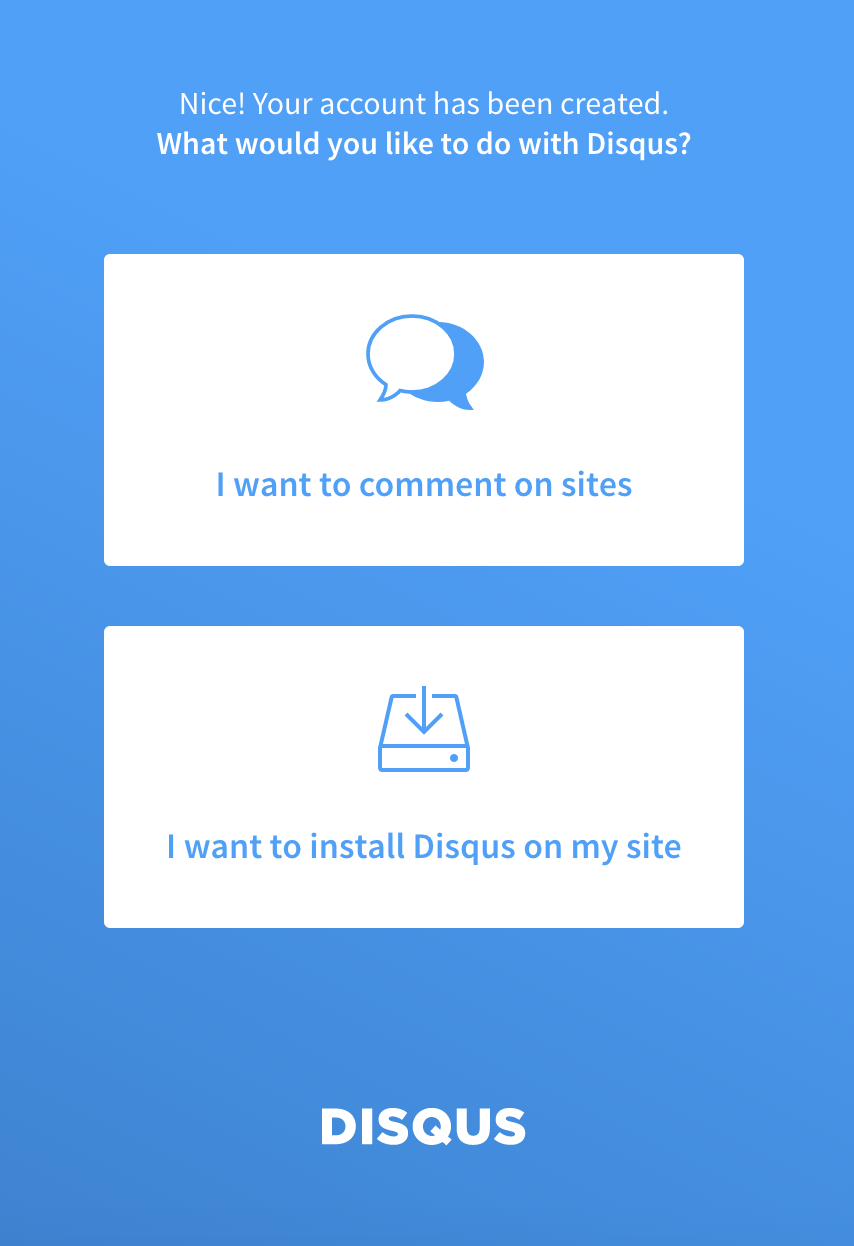 Nice! Your account has been created.
What would you like to do with Disqus?
I want to comment on sites
I want to install Disqus on my site
DISQUS